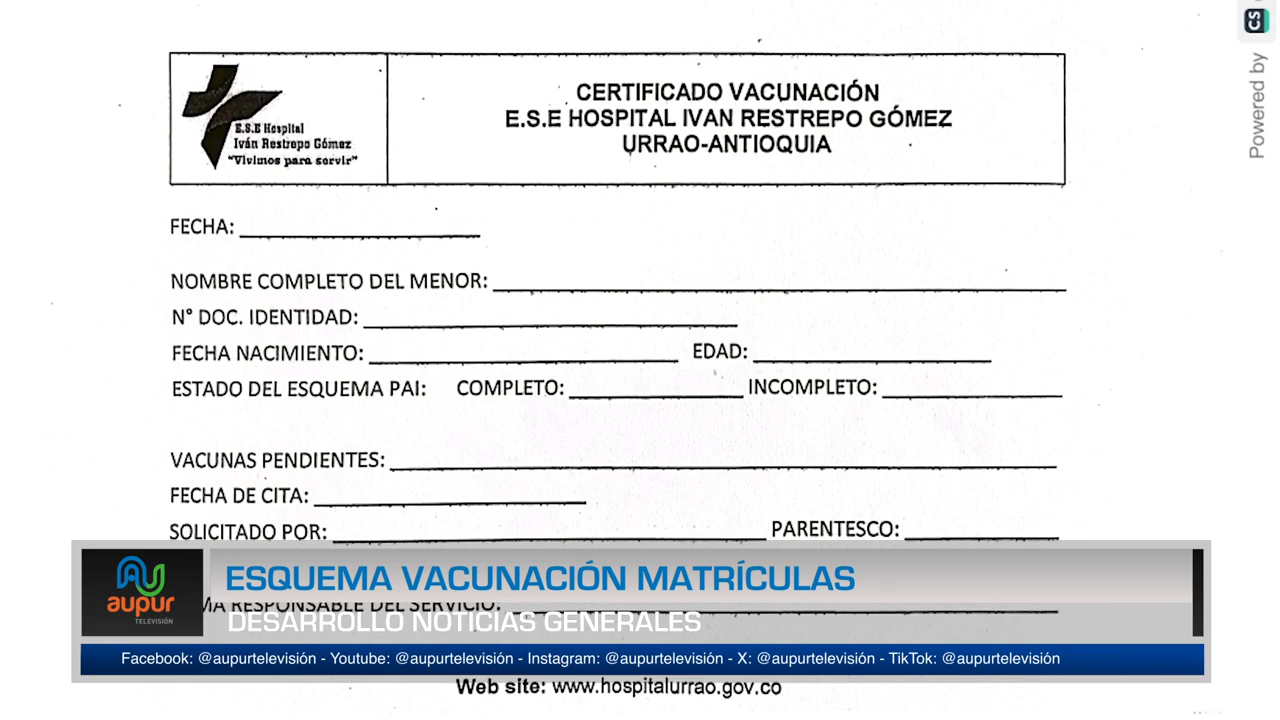 CS
Powered by
E.S.E Hospital
Iván Restrepo Gómez
"Vivimos para servir"
CERTIFICADO VACUNACIÓN
E.S.E HOSPITAL IVAN RESTREPO GÓMEZ
URRAO-ANTIOQUIA
FECHA:
NOMBRE COMPLETO DEL MENOR:
N° DOC. IDENTIDAD:
FECHA NACIMIENTO: EDAD:
ESTADO DEL ESQUEMA PAI: COMPLETO: INCOMPLETO:
VACUNAS PENDIENTES:
FECHA DE CITA:
SOLICITADO POR: PARENTESCO:
RESPONSABLE DEL SERVICIO:
aupur
TELEVISIÓN
ESQUEMA VACUNACIÓN MATRÍCULAS
DESARROLLO NOTICIAS GENERALES
Facebook: @aupurtelevisión - Youtube: @aupurtelevisión - Instagram: @aupurtelevisión - X: @aupurtelevisión - TikTok: @aupurtelevisión
Web site: www.hospitalurrao.gov.co